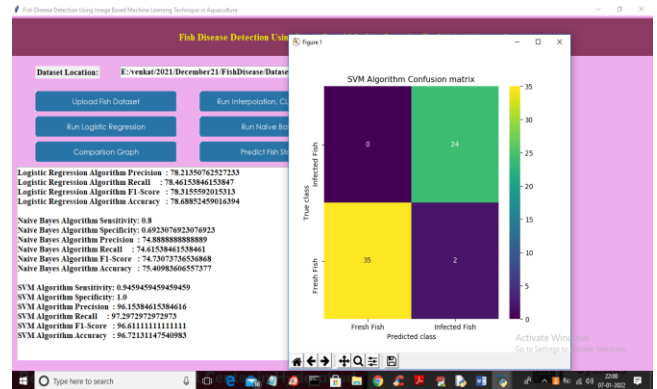 Fish Disease Detection Using Image Based Machine Learning Technique in Aquaculture
Fish Disease Detection Usin
Dataset Location:
E:/venkat/2021/December21/FishDisease/Datase
Upload Fish Dataset
Run Interpolation, CL
Run Logistic Regression
Run Naive Ba
Comparison Graph
Predict Fish Sta
Logistic Regression Algorithm Precision : 78.21350762527233
Logistic Regression Algorithm Recall : 78.46153846153847
Logistic Regression Algorithm F1-Score : 78.3155592015313
Logistic Regression Algorithm Accuracy : 78.68852459016394
Naive Bayes Algorithm Sensitivity: 0.8
Naive Bayes Algorithm Specificity: 0.6923076923076923
Naive Bayes Algorithm Precision : 74.8888888888889
Naive Bayes Algorithm Recall : 74.61538461538461
Naive Bayes Algorithm F1-Score : 74.73073736536868
Naive Bayes Algorithm Accuracy : 75.40983606557377
SVM Algorithm Sensitivity: 0.9459459459459459
SVM Algorithm Specificity: 1.0
SVM Algorithm Precision : 96.15384615384616
SVM Algorithm Recall : 97.2972972972973
SVM Algorithm F1-Score : 96.61111111111111
SVM Algorithm Accuracy : 96.72131147540983
Figure 1
SVM Algorithm Confusion matrix
True class
Infected Fish
Fresh Fish
0
24
35
2
Fresh Fish
Infected Fish
Predicted class
35
30
25
20
15
10
5
0
Activate Windows
Go to Settings to activate Windows.
Type here to search
22:00
07-01-2022